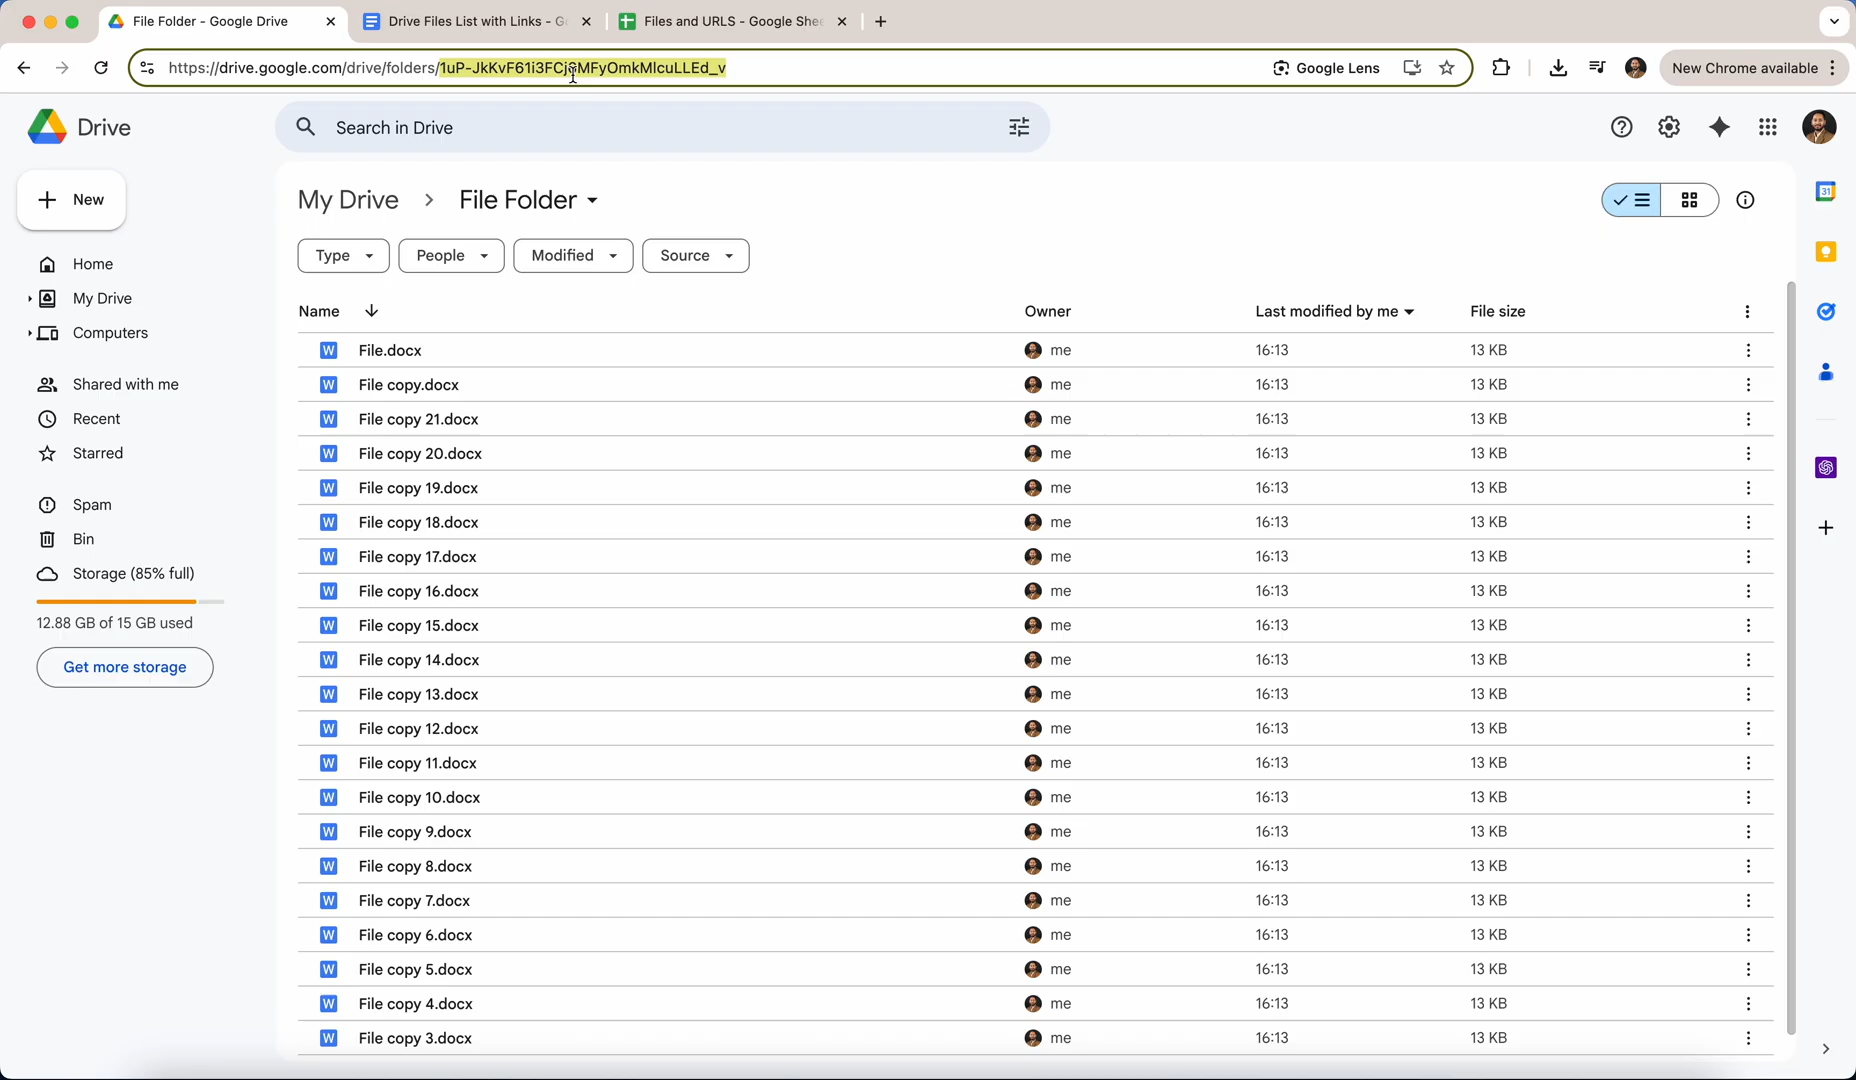 File Folder - Google Drive
Drive Files List with Links - Go
Files and URLS - Google Shee
https://drive.google.com/drive/folders/
Google Lens
New Chrome available
Drive
Search in Drive
New
My Drive
File Folder
Type
People
Modified
Source
Home
My Drive
Computers
Shared with me
Recent
Starred
Spam
Bin
Storage (85% full)
12.88 GB of 15 GB used
Get more storage
31
Name Owner Last modified by me File size
W File.docx me 16:13 13 KB
W File copy.docx me 16:13 13 KB
W File copy 21.docx me 16:13 13 KB
W File copy 20.docx me 16:13 13 KB
W File copy 19.docx me 16:13 13 KB
W File copy 18.docx me 16:13 13 KB
W File copy 17.docx me 16:13 13 KB
W File copy 16.docx me 16:13 13 KB
W File copy 15.docx me 16:13 13 KB
W File copy 14.docx me 16:13 13 KB
W File copy 13.docx me 16:13 13 KB
W File copy 12.docx me 16:13 13 KB
W File copy 11.docx me 16:13 13 KB
W File copy 10.docx me 16:13 13 KB
W File copy 9.docx me 16:13 13 KB
W File copy 8.docx me 16:13 13 KB
W File copy 7.docx me 16:13 13 KB
W File copy 6.docx me 16:13 13 KB
W File copy 5.docx me 16:13 13 KB
W File copy 4.docx me 16:13 13 KB
W File copy 3.docx me 16:13 13 KB